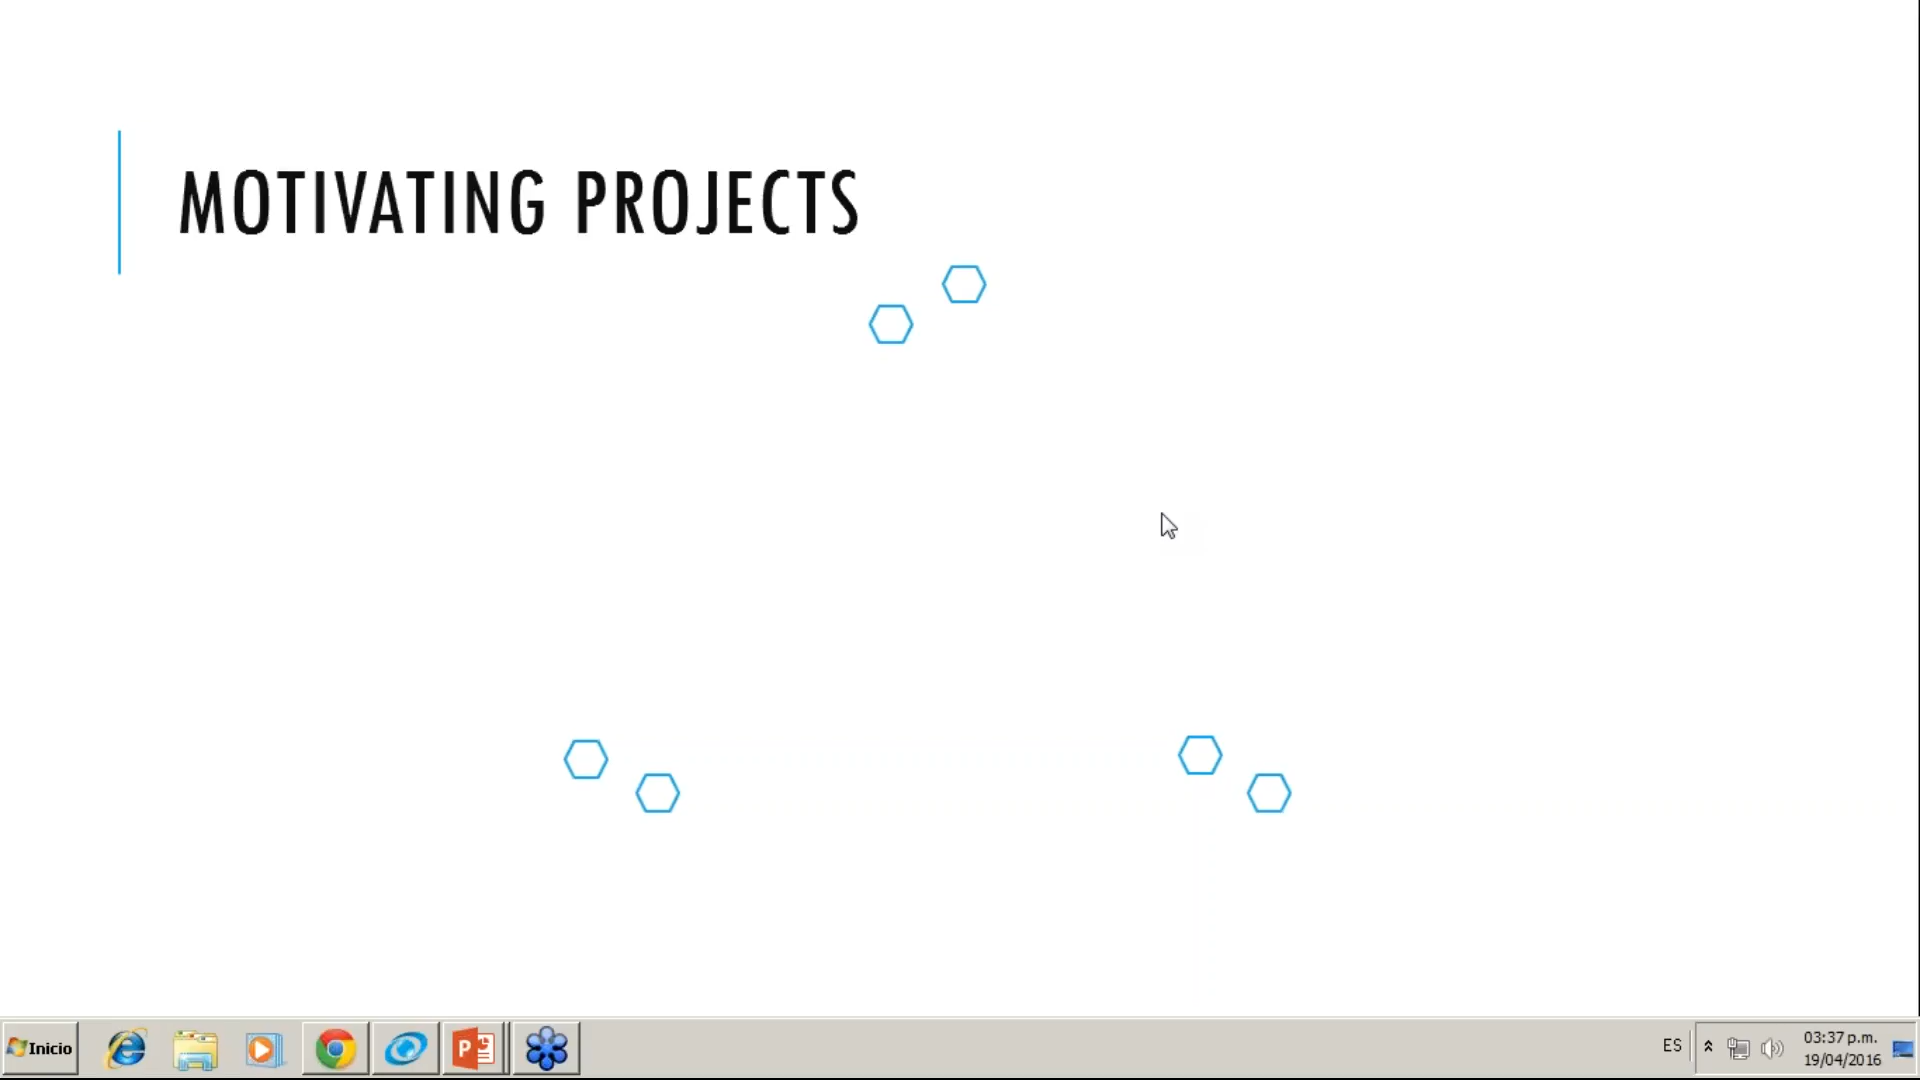 MOTIVATING PROJECTS
Inicio
ES
03:37 p.m.
19/04/2016